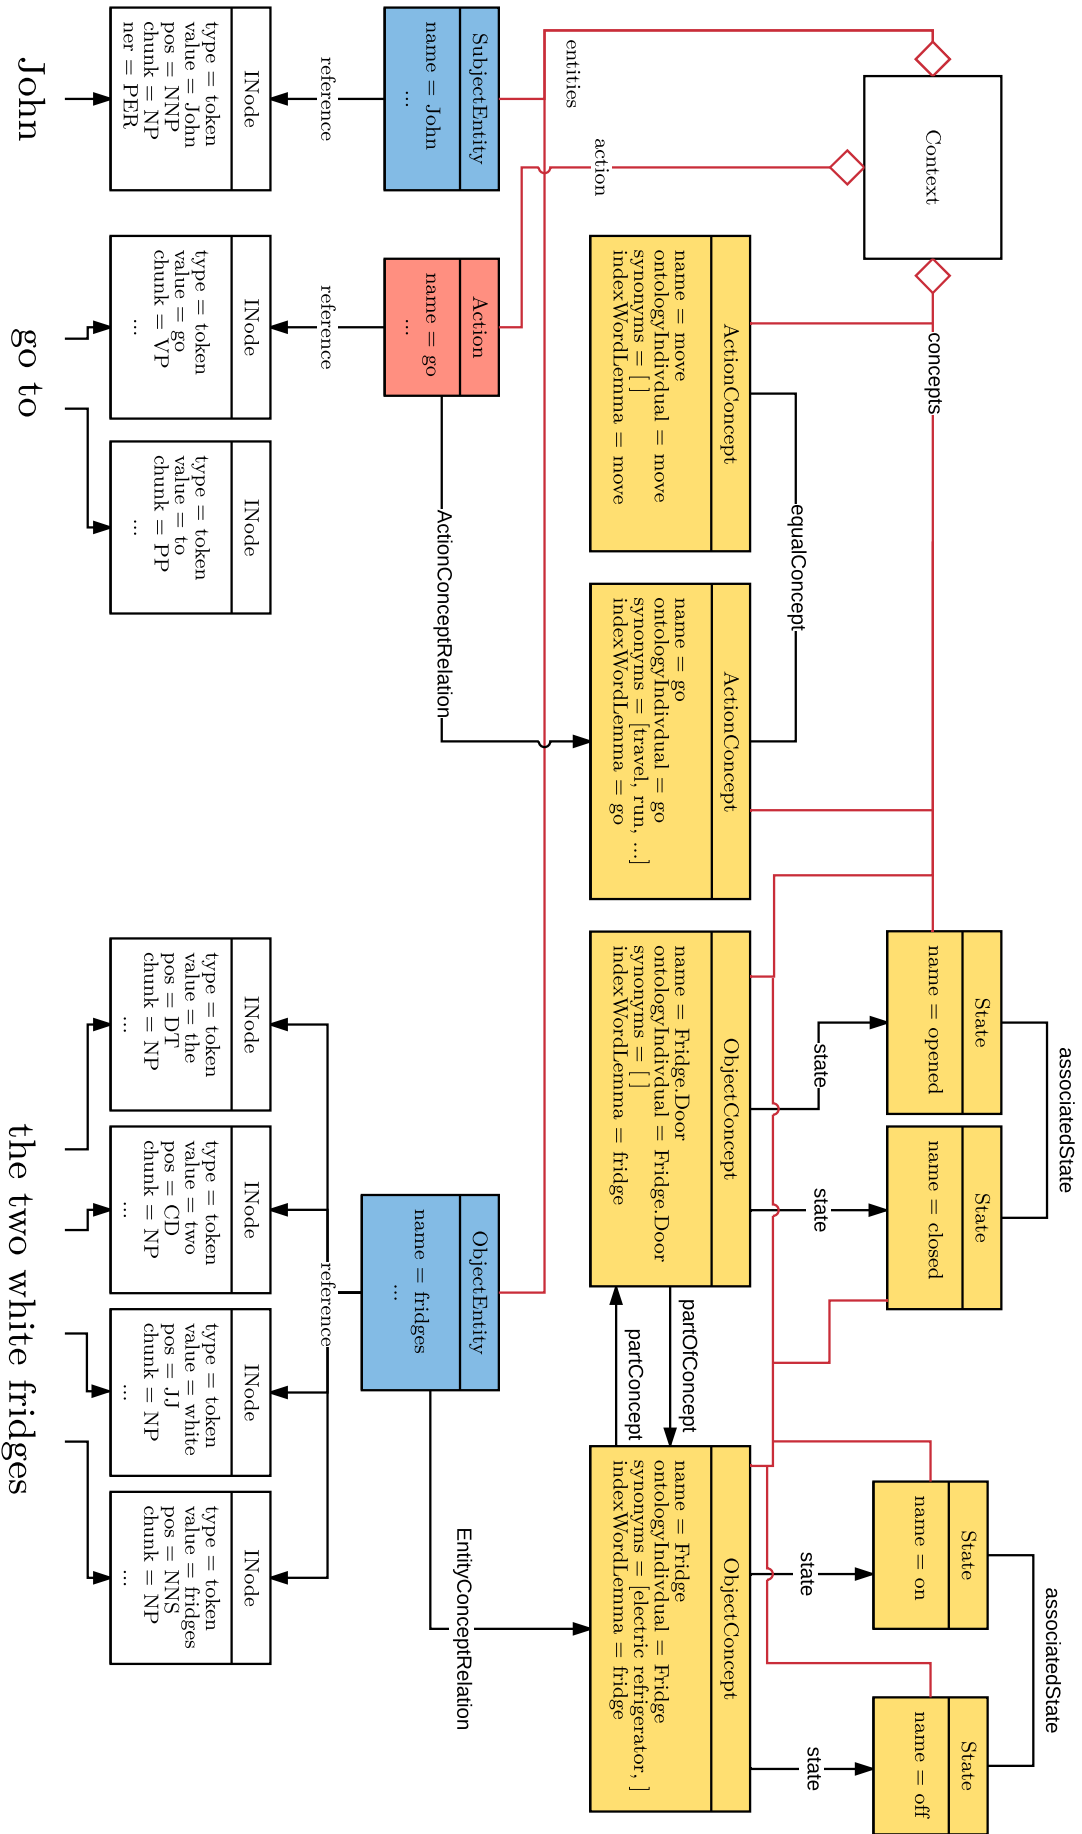 associatedState
associatedState
State
name = opened
State
name = closed
State
name = on
State
name = off
Context
concepts
state
state
state
state
equalConcept
ActionConcept
name = move
ontologyIndivdual = move
synonyms = [ ]
indexWordLemma = move
ActionConcept
name = go
ontologyIndivdual = go
synonyms = [travel, run, ...]
indexWordLemma = go
ObjectConcept
name = Fridge.Door
ontologyIndivdual = Fridge.Door
synonyms = [ ]
indexWordLemma = fridge
partOfConcept
partConcept
ObjectConcept
name = Fridge
ontologyIndivdual = Fridge
synonyms = [electric refrigerator, ]
indexWordLemma = fridge
entities
action
SubjectEntity
name = John
...
Action
name = go
...
ActionConceptRelation
ObjectEntity
name = fridges
...
EntityConceptRelation
reference
reference
reference
INode
type = token
value = John
pos = NNP
chunk = NP
ner = PER
INode
type = token
value = go
chunk = VP
...
INode
type = token
value = to
chunk = PP
...
INode
type = token
value = the
pos = DT
chunk = NP
...
INode
type = token
value = two
pos = CD
chunk = NP
...
INode
type = token
value = white
pos = JJ
chunk = NP
...
INode
type = token
value = fridges
pos = NNS
chunk = NP
...
John
go to
the two white fridges